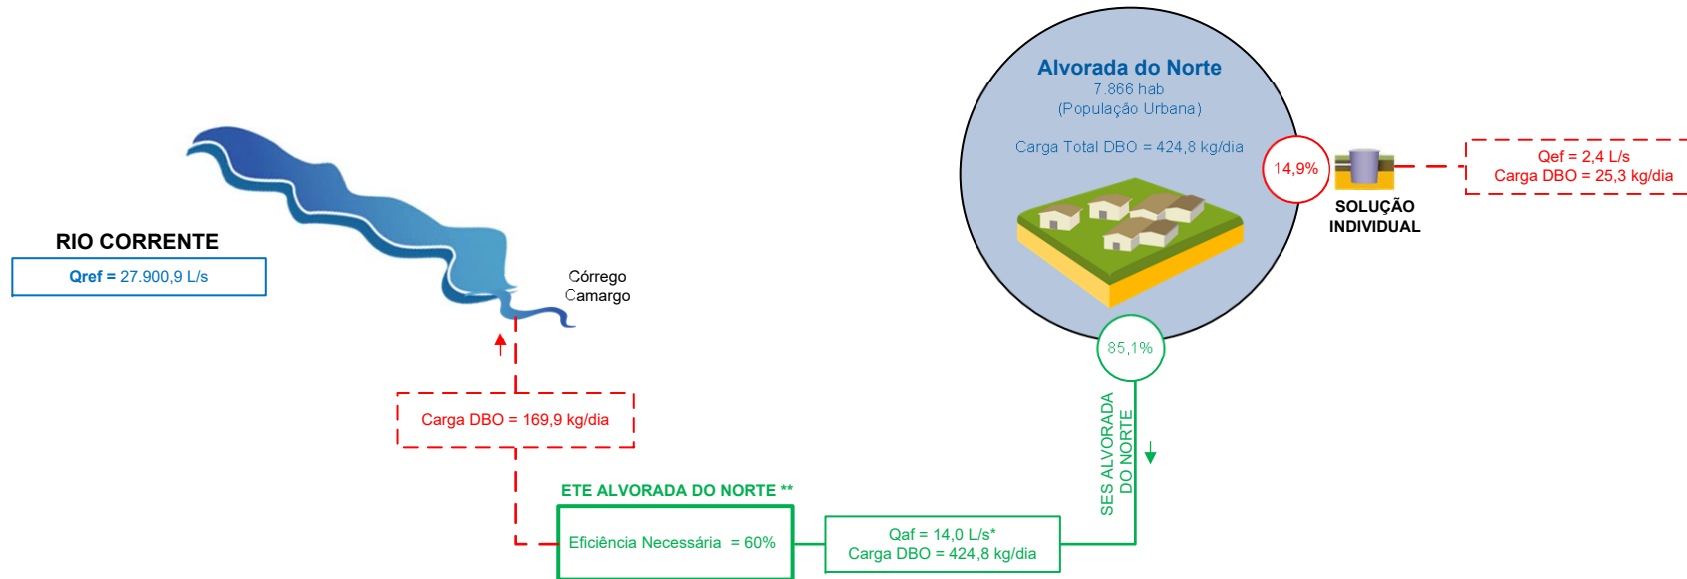 Alvorada do Norte
7.866 hab
(População Urbana)
Carga Total DBO = 424,8 kg/dia
14,9%
SOLUÇÃO
INDIVIDUAL
Qef = 2,4 L/s
Carga DBO = 25,3 kg/dia
RIO CORRENTE
Qref = 27.900,9 L/s
Córrego
Camargo
85,1%
SES ALVORADA
DO NORTE
Carga DBO = 169,9 kg/dia
ETE ALVORADA DO NORTE **
Eficiência Necessária = 60%
Qaf = 14,0 L/s*
Carga DBO = 424,8 kg/dia